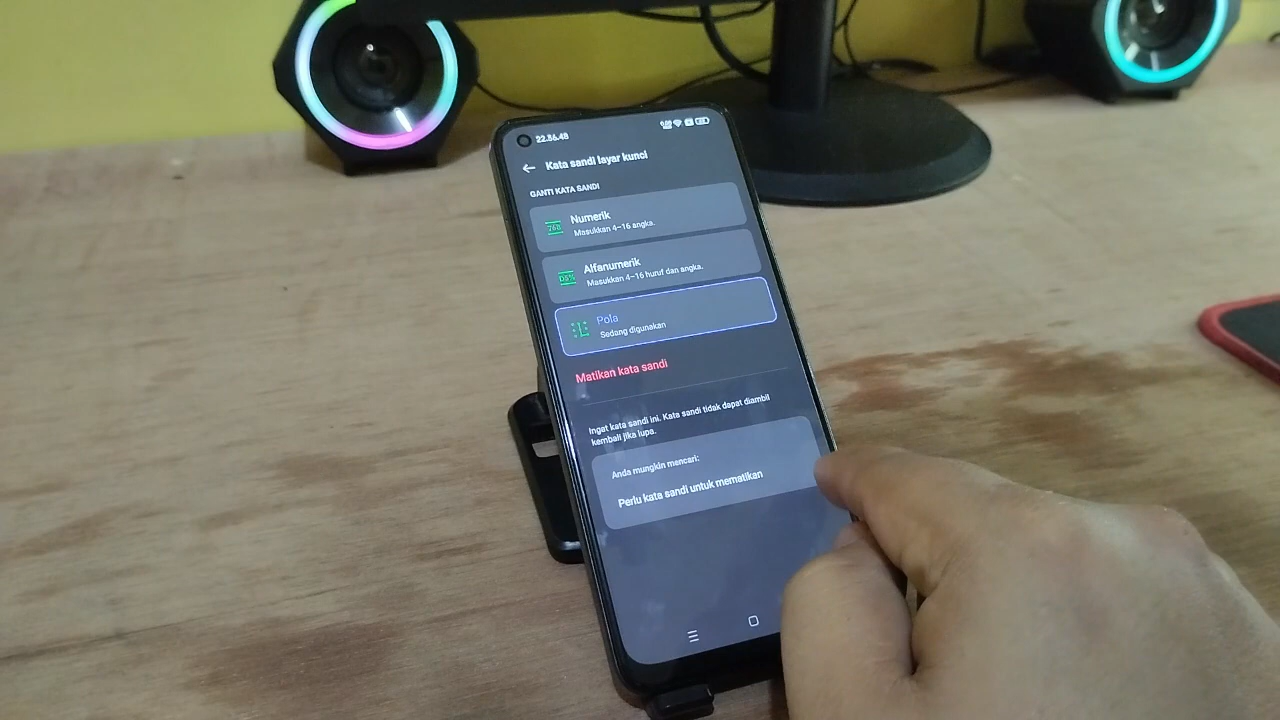 22.56.48
Kata sandi layar kunci
GANTI KATA SANDI
Numerik
Masukkan 4–16 angka.
Alfanumerik
Masukkan 4–16 huruf dan angka.
Pola
Sedang digunakan
Matikan kata sandi
Ingat kata sandi ini. Kata sandi tidak dapat diambil
kembali jika lupa.
Anda mungkin mencari:
Perlu kata sandi untuk mematikan